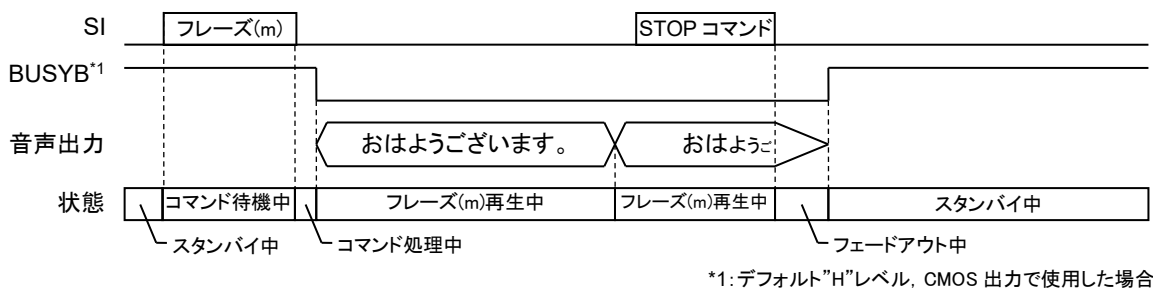 SI フレーズ(m) STOP コマンド
BUSYB*1
音声出力 おはようございます。 おはようご
状態 コマンド待機中 フレーズ(m)再生中 フレーズ(m)再生中 スタンバイ中
スタンバイ中 コマンド処理中 フェードアウト中
*1:デフォルト"H"レベル, CMOS 出力で使用した場合